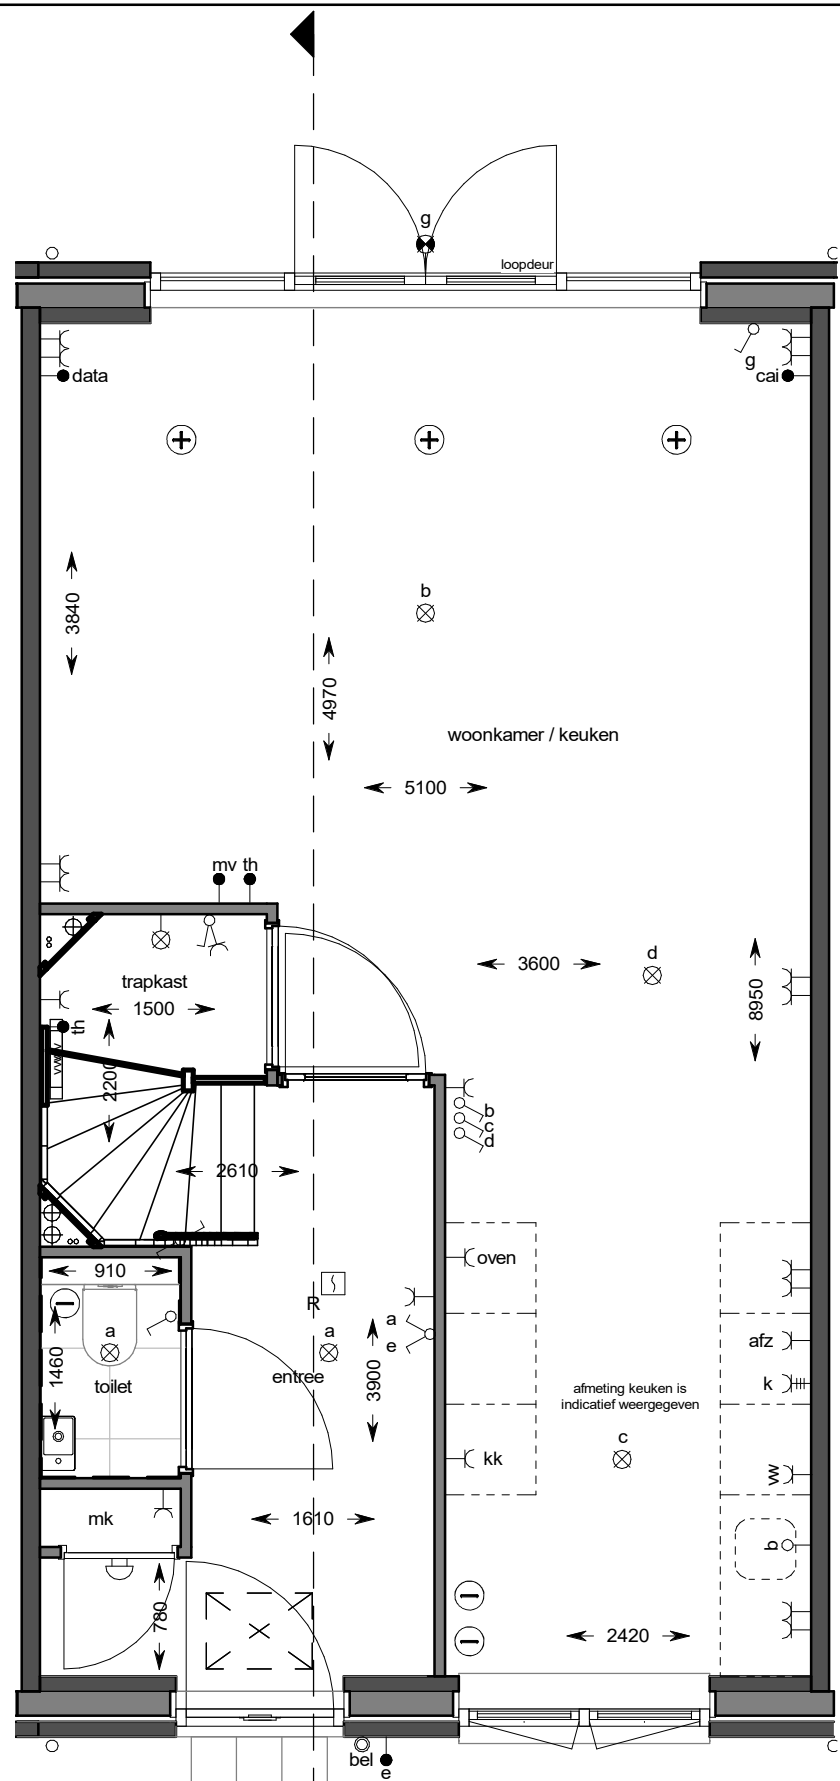 g
loopdeur
g
data
cai
3840
b
4970
woonkamer / keuken
5100
mv th
trapkast
1500
3600
d
8950
th
2200
b
c
d
2610
oven
910
R
a
a
a
e
afz
1460
toilet
entree
3900
k
afmeting keuken is
indicatief weergegeven
c
kk
vv
mk
1610
b
780
2420
bel
e